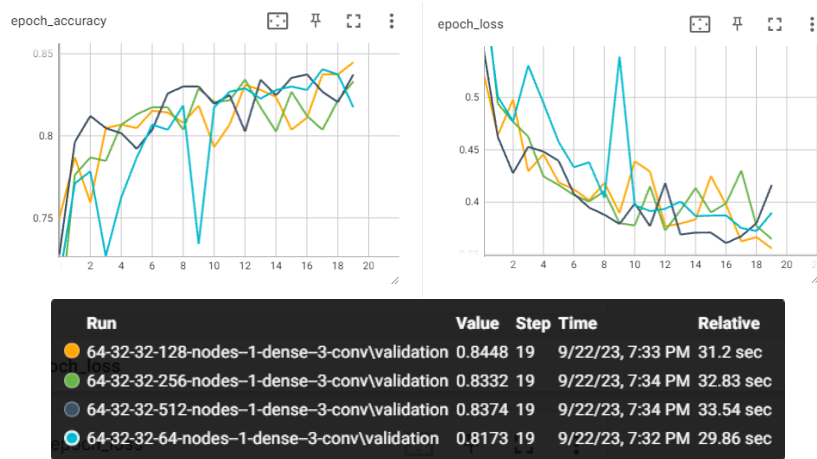 epoch_accuracy
epoch_loss
0.85
0.8
0.75
2 4 6 8 10 12 14 16 18 20
0.5
0.45
0.4
0.35
2 4 6 8 10 12 14 16 18 20 2
Run Value Step Time Relative
64-32-32-128-nodes--1-dense--3-conv\validation 0.8448 19 9/22/23, 7:33 PM 31.2 sec
64-32-32-256-nodes--1-dense--3-conv\validation 0.8332 19 9/22/23, 7:34 PM 32.83 sec
64-32-32-512-nodes--1-dense--3-conv\validation 0.8374 19 9/22/23, 7:34 PM 33.54 sec
64-32-32-64-nodes--1-dense--3-conv\validation 0.8173 19 9/22/23, 7:32 PM 29.86 sec
epoch_loss